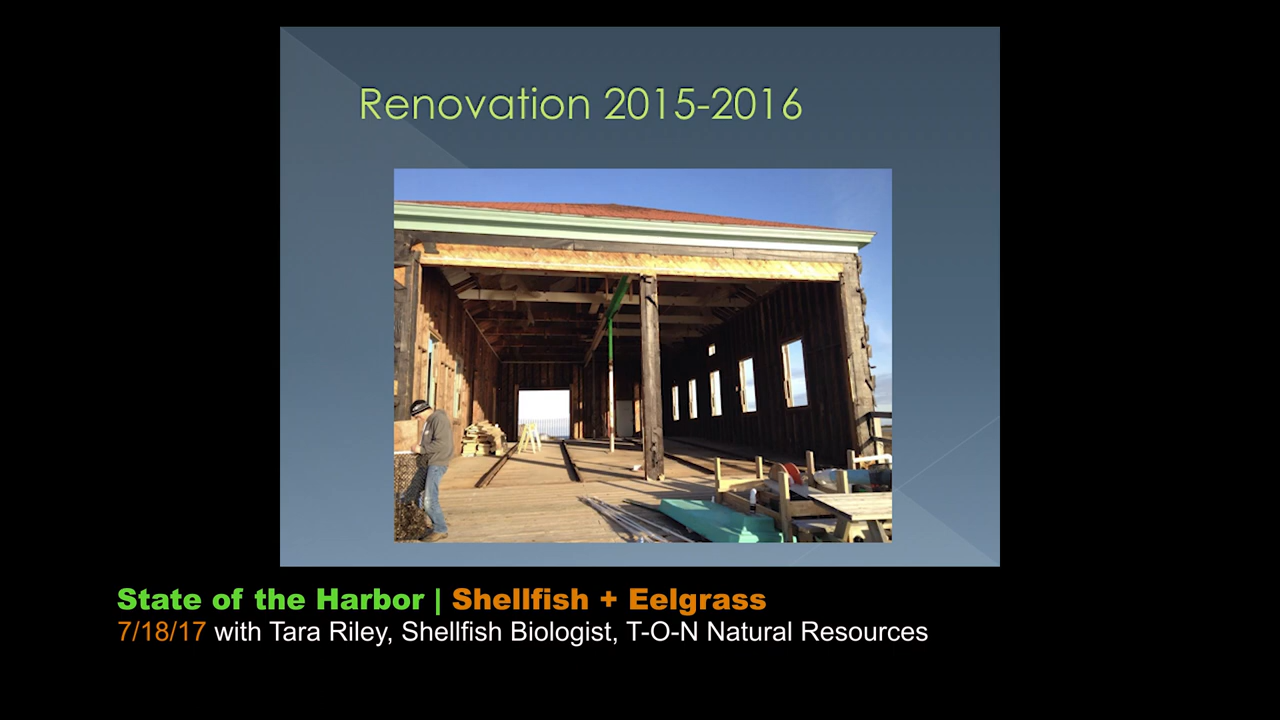 Renovation 2015-2016
State of the Harbor | Shellfish + Eelgrass
7/18/17 with Tara Riley, Shellfish Biologist, T-O-N Natural Resources